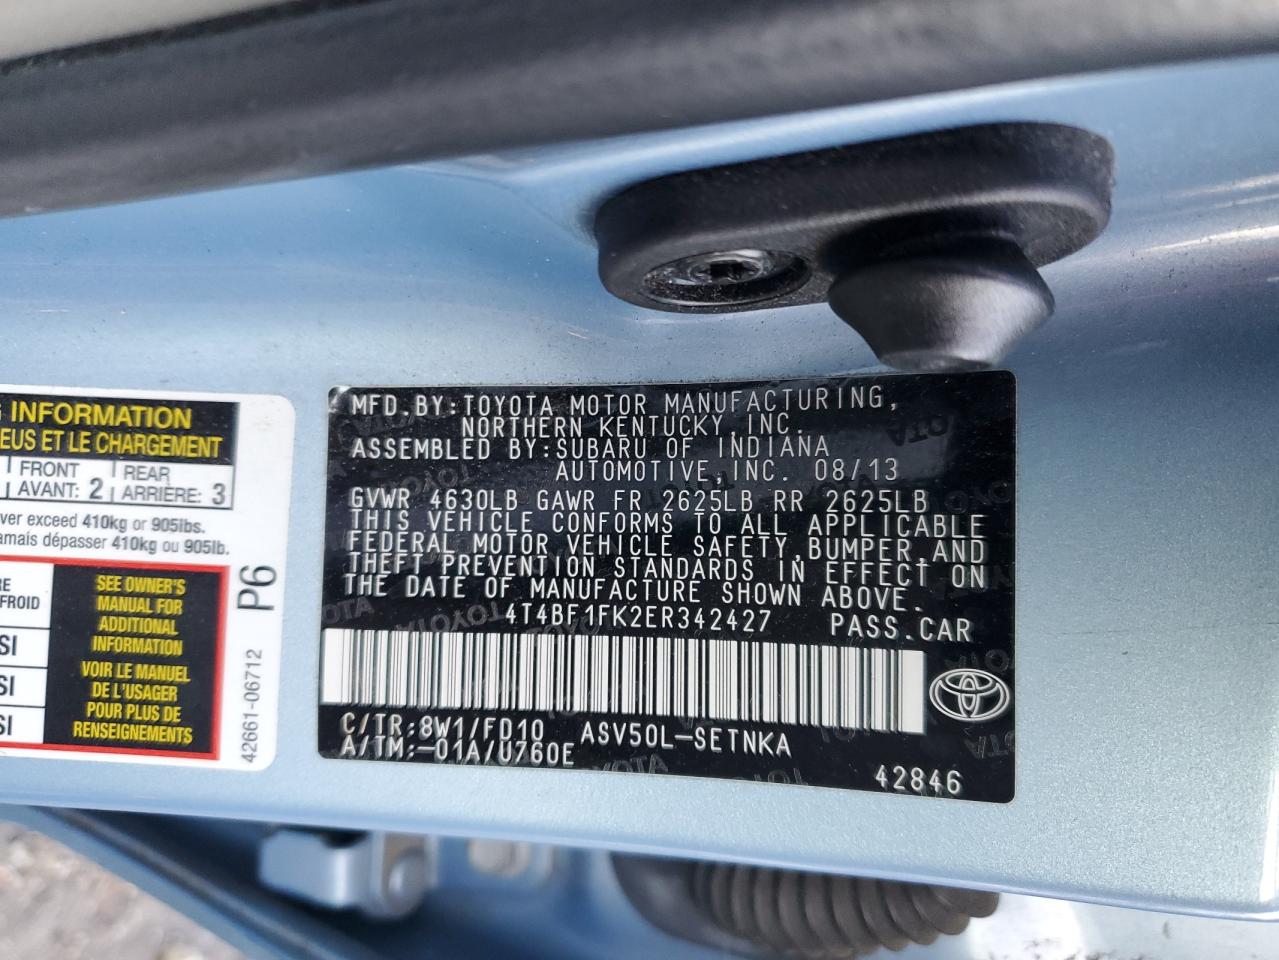 G INFORMATION
EUS ET LE CHARGEMENT
FRONT REAR
AVANT: 2 ARRIÈRE: 3
ver exceed 410kg or 905lbs.
amais dépasser 410kg ou 905lb.
RE
FROID
SI
SI
SI
SEE OWNER'S
MANUAL FOR
ADDITIONAL
INFORMATION
VOIR LE MANUEL
DE L'USAGER
POUR PLUS DE
RENSEIGNEMENTS
P6
42661-06712
MFD.BY:TOYOTA MOTOR MANUFACTURING,
NORTHERN KENTUCKY,INC.
ASSEMBLED BY:SUBARU OF INDIANA
AUTOMOTIVE,INC. 08/13
GVWR 4630LB GAWR FR 2625LB RR 2625LB
THIS VEHICLE CONFORMS TO ALL APPLICABLE
FEDERAL MOTOR VEHICLE SAFETY,BUMPER,AND
THEFT PREVENTION STANDARDS IN EFFECT ON
THE DATE OF MANUFACTURE SHOWN ABOVE.
4T4BF1FK2ER342427 PASS.CAR
C/TR:8W1/FD10 ASV50L-SETNKA
A/TM:-01A/U760E
42846